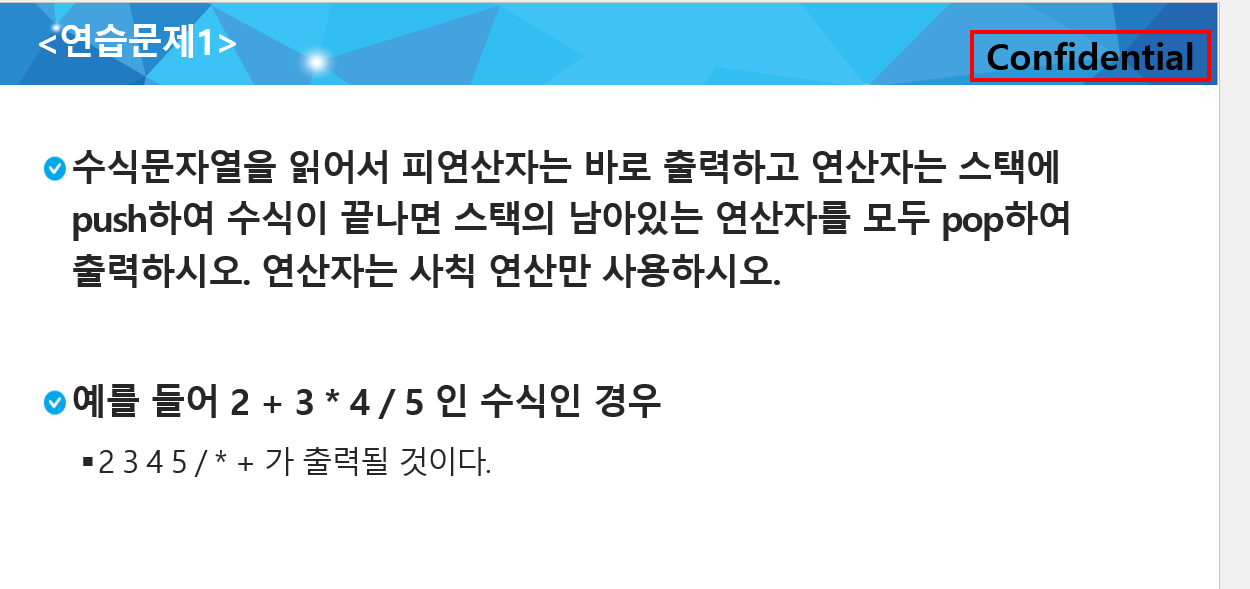 <연습문제1>
Confidential
수식문자열을 읽어서 피연산자는 바로 출력하고 연산자는 스택에
push하여 수식이 끝나면 스택의 남아있는 연산자를 모두 pop하여
출력하시오. 연산자는 사칙 연산만 사용하시오.
예를 들어 2 + 3 * 4 / 5 인 수식인 경우
▪2 3 4 5 / * + 가 출력될 것이다.